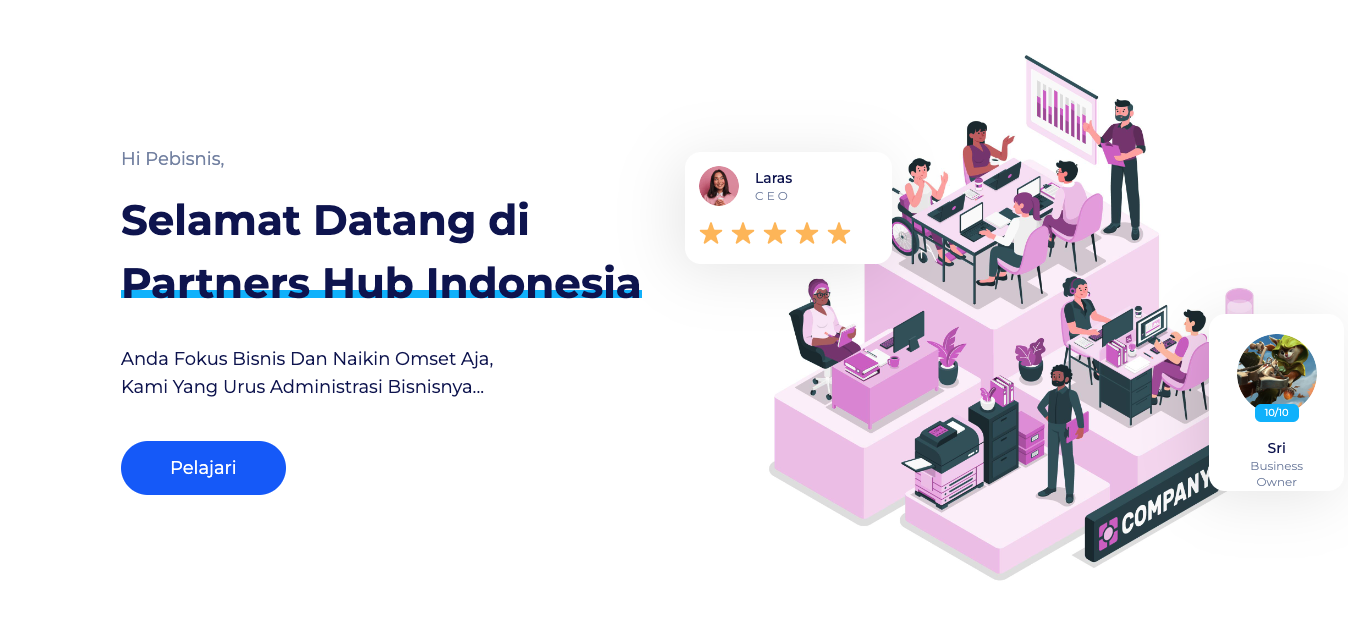 Hi Pebisnis,
Selamat Datang di
Partners Hub Indonesia
Anda Fokus Bisnis Dan Naikin Omset Aja,
Kami Yang Urus Administrasi Bisnisnya...
Pelajari
Laras
CEO
10/10
Sri
Business
Owner
COMPANY